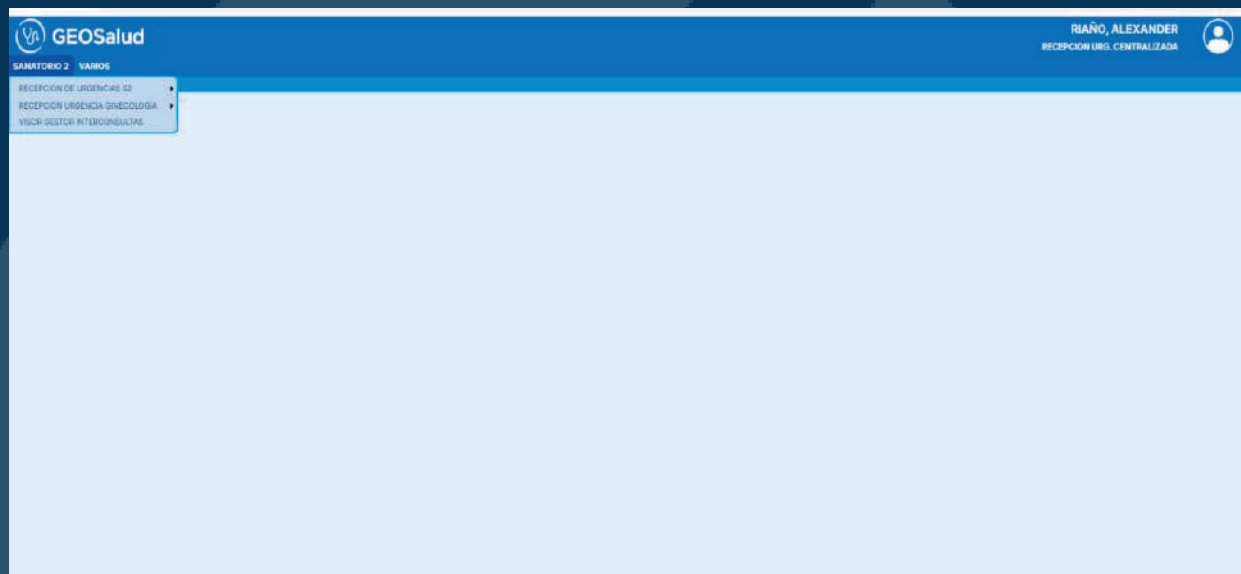 GEOSalud
RIAÑO, ALEXANDER
RECEPCION URG. CENTRALIZADA
SANATORIO 2 VARIOS
RECEPCION DE URGENCIAS S2
RECEPCION URGENCIA GINECOLOGIA
VISOR GESTOR INTERCONSULTAS